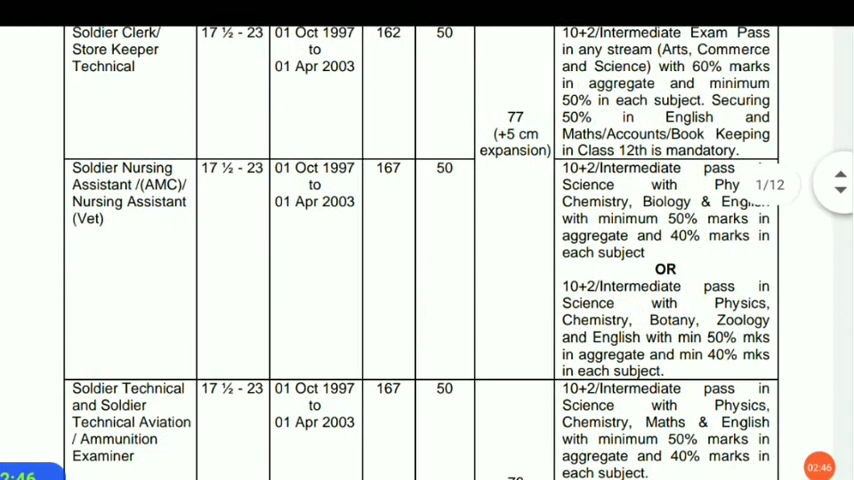 Soldier Clerk/
Store Keeper
Technical
17 ½ - 23
01 Oct 1997
to
01 Apr 2003
162
50
77
(+5 cm
expansion)
10+2/Intermediate Exam Pass
in any stream (Arts, Commerce
and Science) with 60% marks
in aggregate and minimum
50% in each subject. Securing
50% in English and
Maths/Accounts/Book Keeping
in Class 12th is mandatory.
Soldier Nursing
Assistant /(AMC)/
Nursing Assistant
(Vet)
17 ½ - 23
01 Oct 1997
to
01 Apr 2003
167
50
10+2/Intermediate pass
Science with
Chemistry, Biology &
with minimum 50% marks in
aggregate and 40% marks in
each subject
OR
10+2/Intermediate pass in
Science with Physics,
Chemistry, Botany, Zoology
and English with min 50% mks
in aggregate and min 40% mks
in each subject.
1/12
Soldier Technical
and Soldier
Technical Aviation
/ Ammunition
Examiner
17 ½ - 23
01 Oct 1997
to
01 Apr 2003
167
50
10+2/Intermediate pass in
Science with Physics,
Chemistry, Maths & English
with minimum 50% marks in
aggregate and 40% marks in
each subject.
2:46
02:46